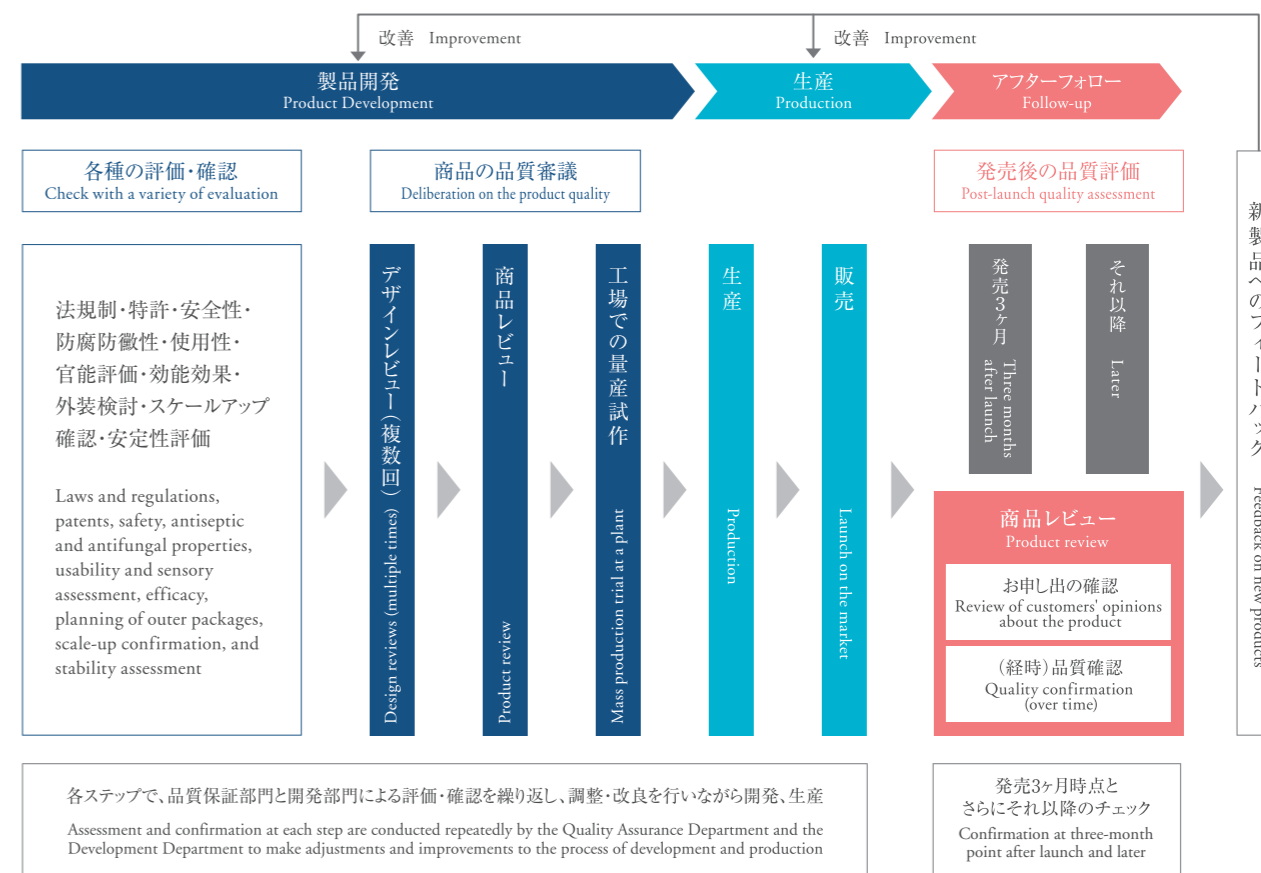 改善 Improvement
改善 Improvement
製品開発
Product Development
生産
Production
アフターフォロー
Follow-up
各種の評価・確認
Check with a variety of evaluation
商品の品質審議
Deliberation on the product quality
発売後の品質評価
Post-launch quality assessment
法規制・特許・安全性・
防腐防黴性・使用性・
官能評価・効能効果・
外装検討・スケールアップ
確認・安定性評価
Laws and regulations,
patents, safety, antiseptic
and antifungal properties,
usability and sensory
assessment, efficacy,
planning of outer packages,
scale-up confirmation, and
stability assessment
デザインレビュー(複数回) Design reviews (multiple times)
商品レビュー Product review
工場での量産試作 Mass production trial at a plant
生産 Production
販売 Launch on the market
発売3ヶ月 Three months
after launch
それ以降 Later
商品レビュー
Product review
お申し出の確認
Review of customers' opinions
about the product
(経時)品質確認
Quality confirmation
(over time)
新製品へのフィードバック Feedback on new products
各ステップで、品質保証部門と開発部門による評価・確認を繰り返し、調整・改良を行いながら開発、生産
Assessment and confirmation at each step are conducted repeatedly by the Quality Assurance Department and the
Development Department to make adjustments and improvements to the process of development and production
発売3ヶ月時点と
さらにそれ以降のチェック
Confirmation at three-month
point after launch and later